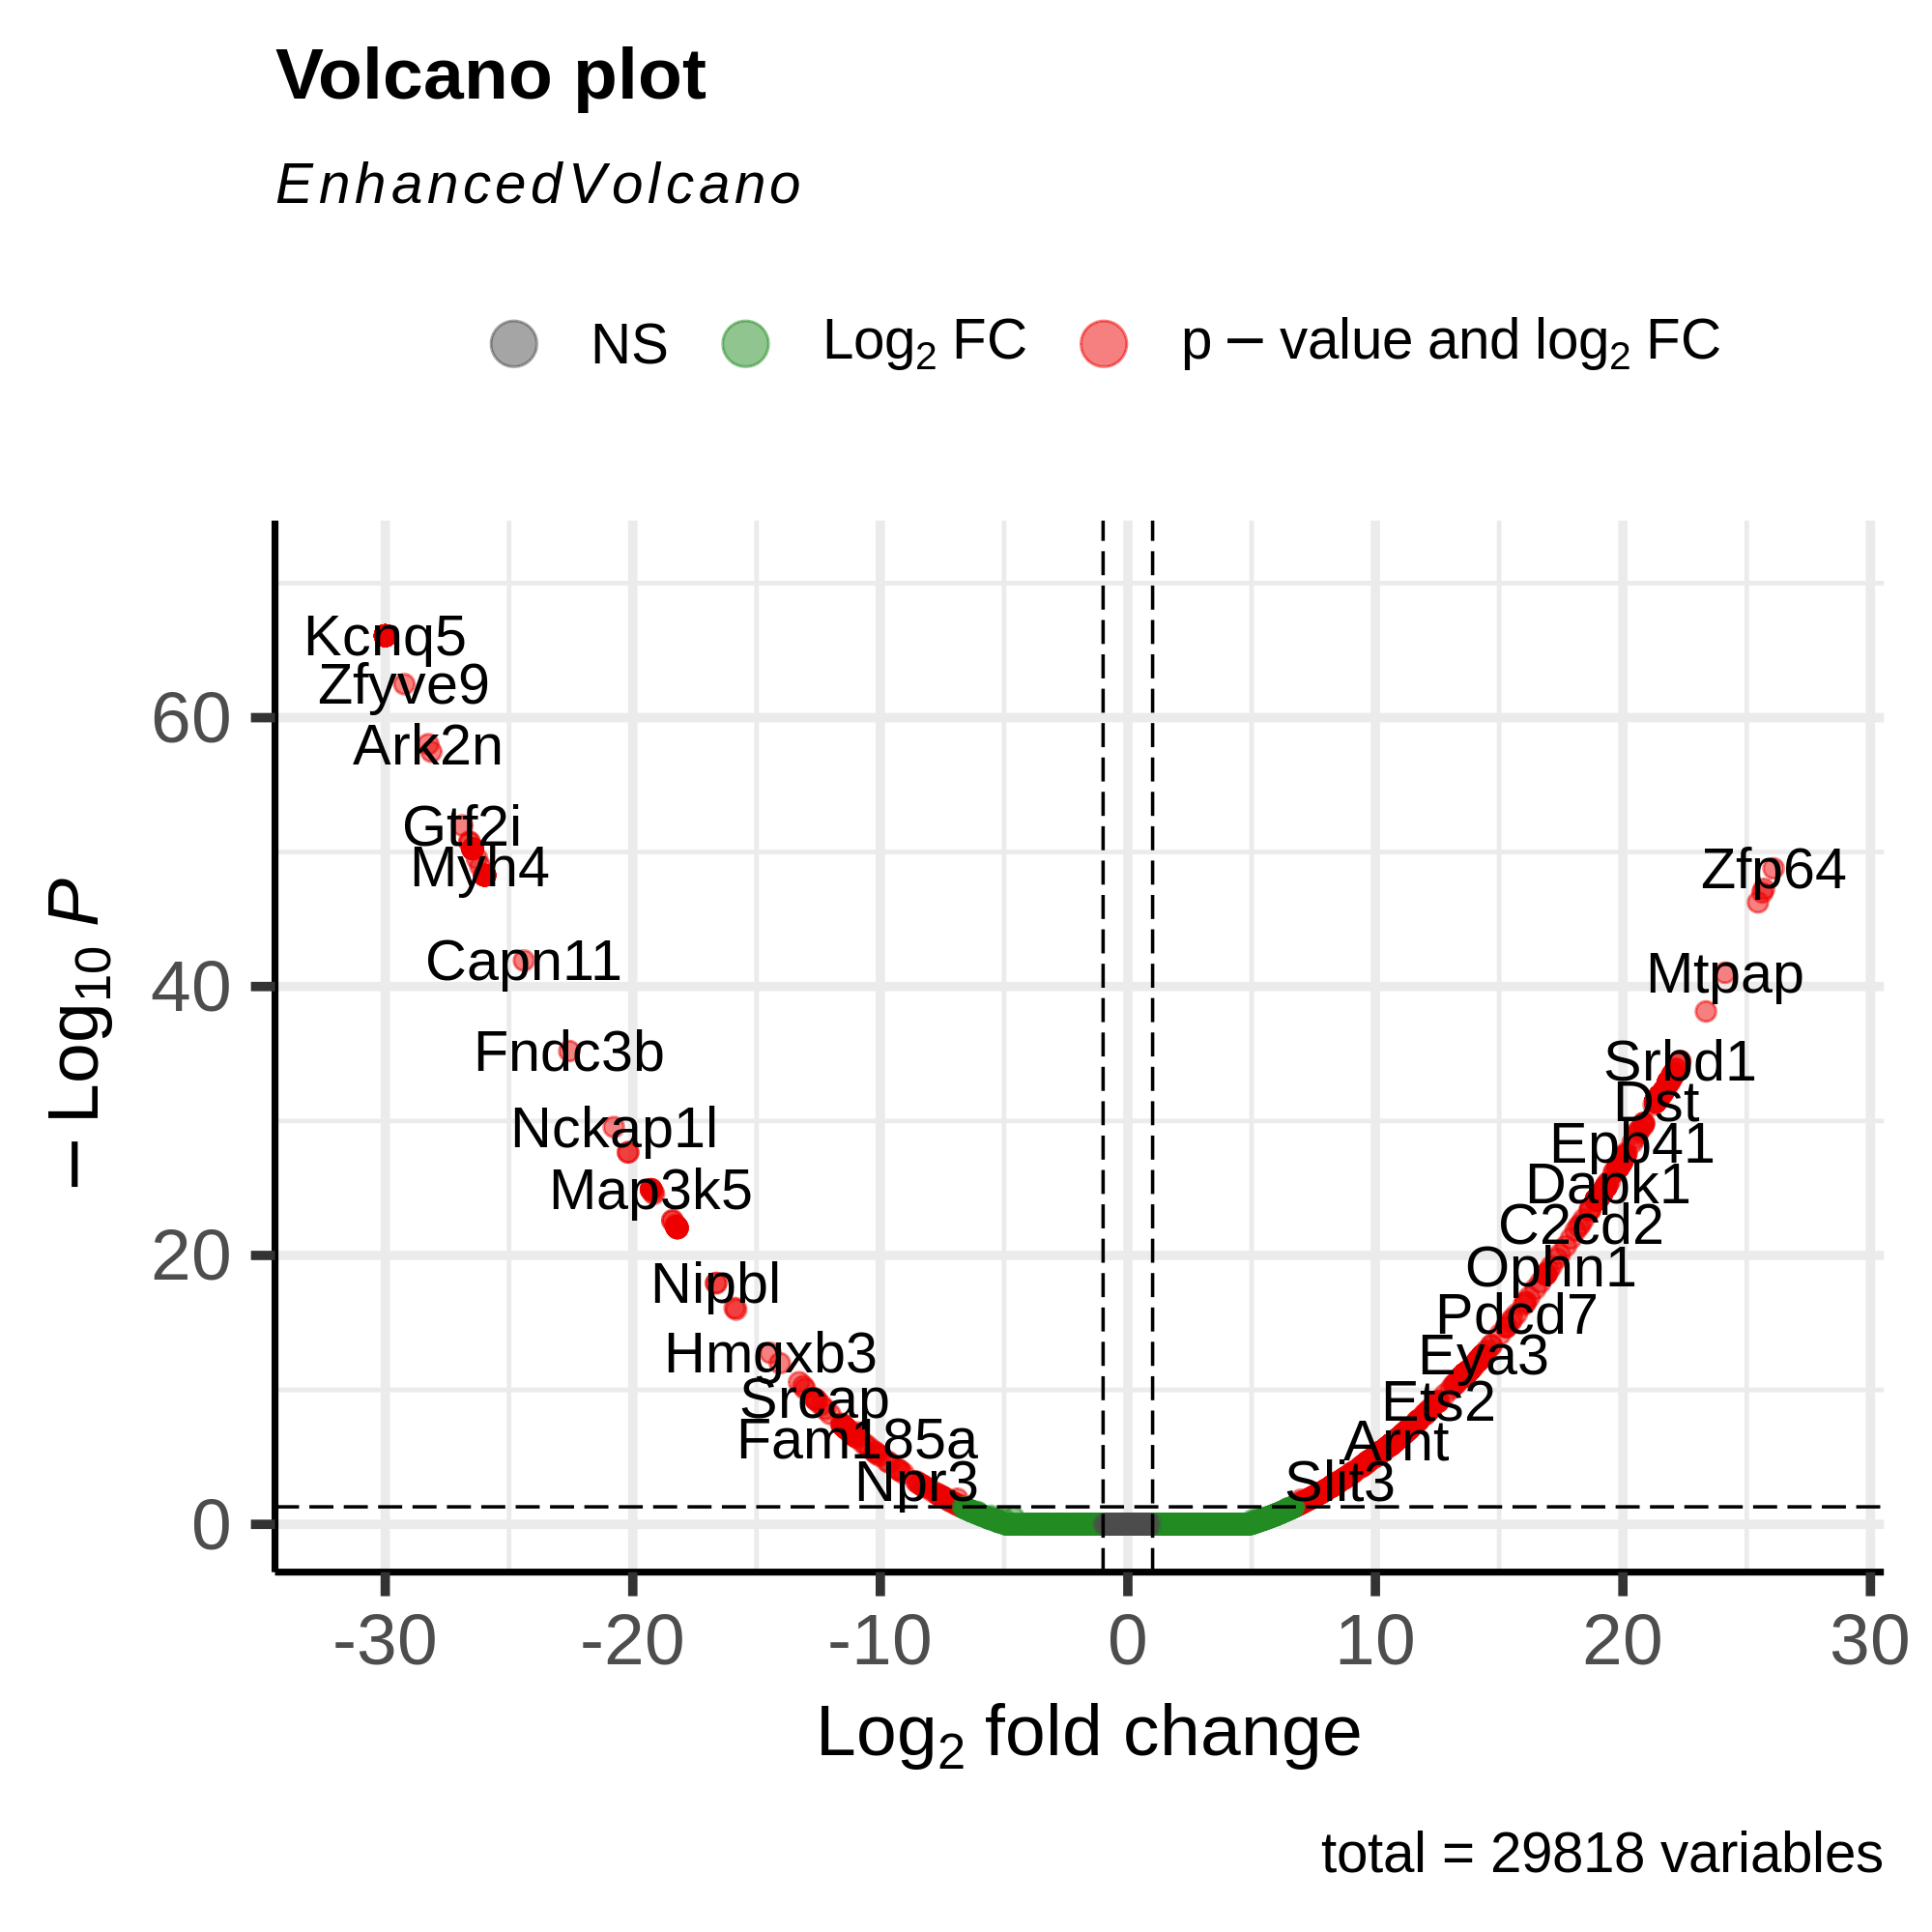 Volcano plot
EnhancedVolcano
NS
Log₂ FC
p − value and log₂ FC
− Log₁₀ P
60
40
20
0
Kcnq5
Zfyve9
Ark2n
Gtf2i
Myh4
Zfp64
Capn11
Mtpap
Fndc3b
Srbd1
Dst
Nckap1l
Epb41
Map3k5
Dapk1
C2cd2
Ophn1
Nipbl
Pdcd7
Hmgxb3
Eya3
Srcap
Ets2
Fam185a
Arnt
Npr3
Slit3
-30
-20
-10
0
10
20
30
Log₂ fold change
total = 29818 variables